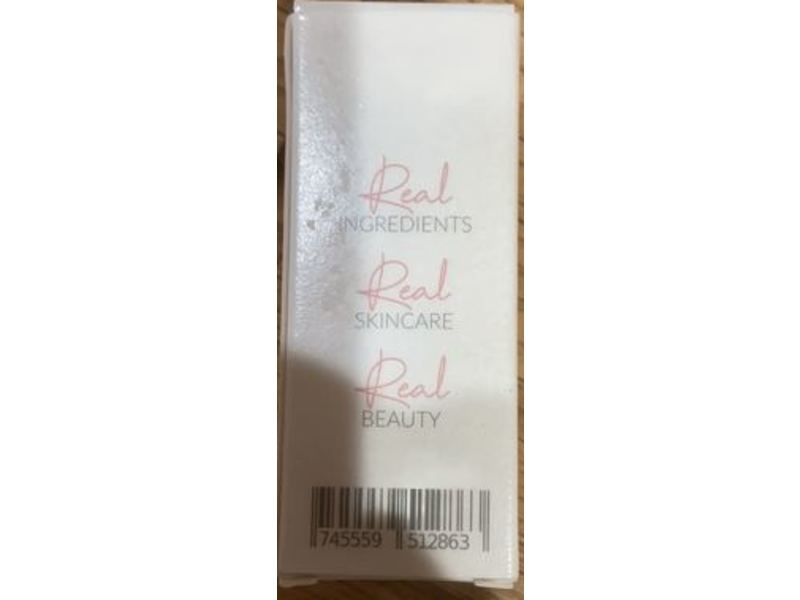 Real
INGREDIENTS
Real
SKINCARE
Real
BEAUTY
745559 512863